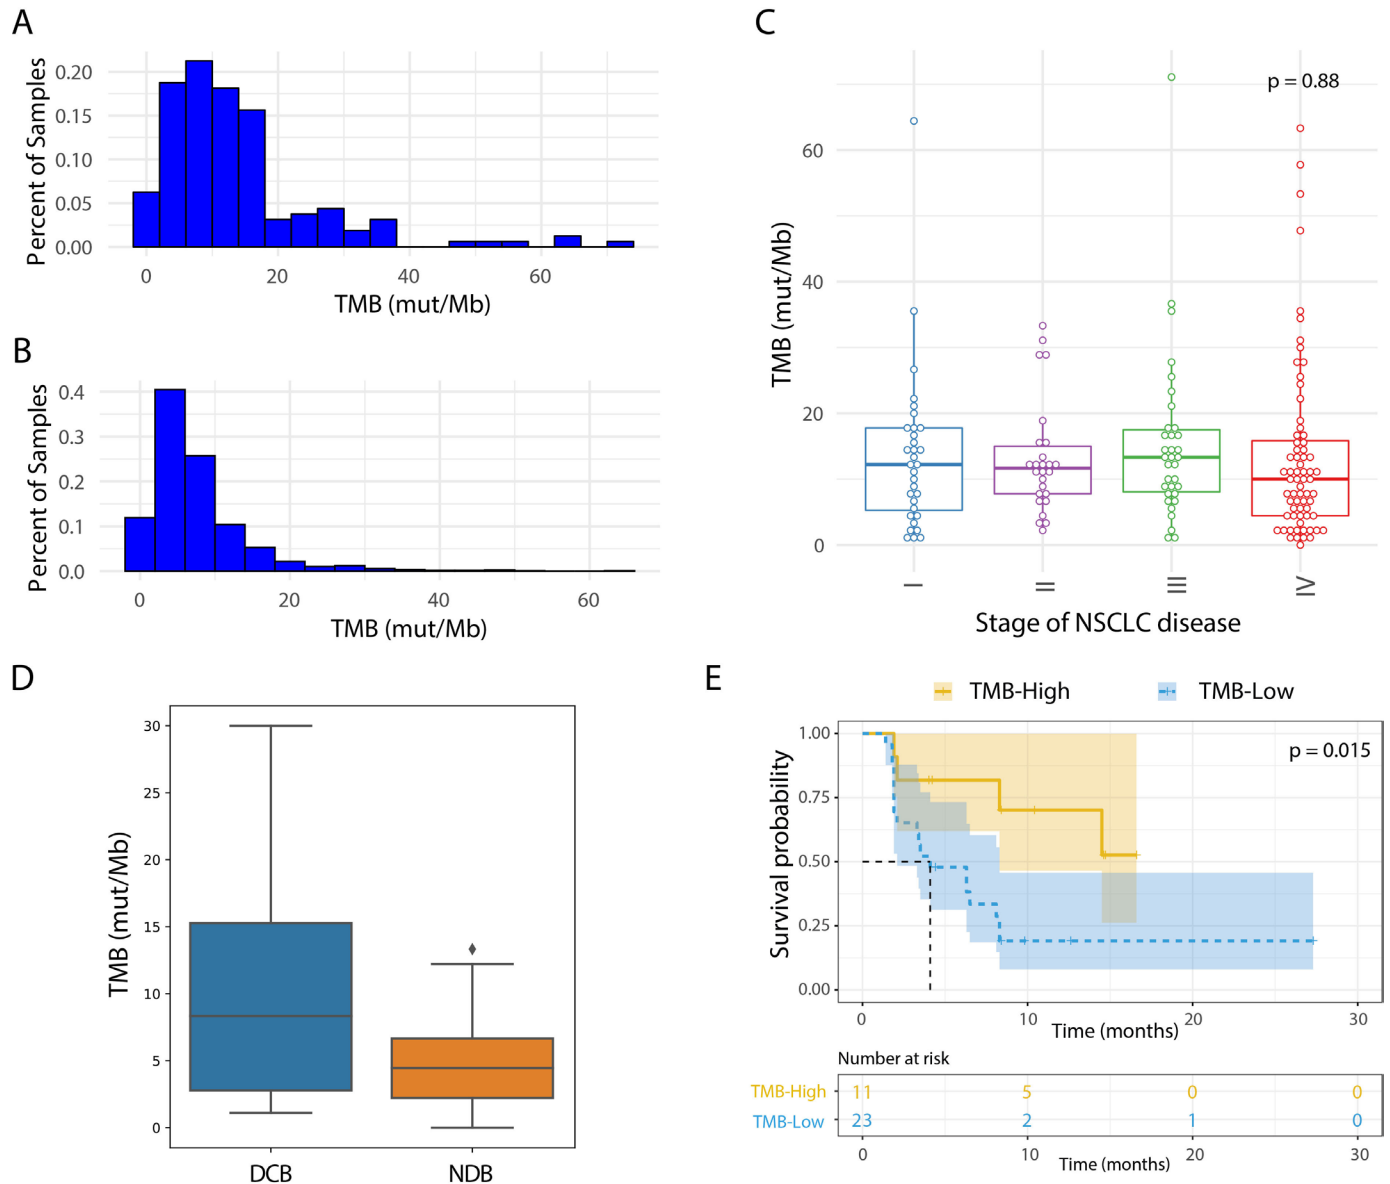 A
0.20
0.15
0.10
0.05
0.00
Percent of Samples
0 20 40 60
TMB (mut/Mb)
B
0.4
0.3
0.2
0.1
0.0
Percent of Samples
0 20 40 60
TMB (mut/Mb)
C
p = 0.88
60
40
20
0
TMB (mut/Mb)
I II III IV
Stage of NSCLC disease
D
30
25
20
15
10
5
0
TMB (mut/Mb)
DCB NDB
E
TMB-High TMB-Low
p = 0.015
1.00
0.75
0.50
0.25
0.00
Survival probability
0 10 20 30
Time (months)
Number at risk
TMB-High 11 5 0 0
TMB-Low 23 2 1 0
0 10 20 30
Time (months)